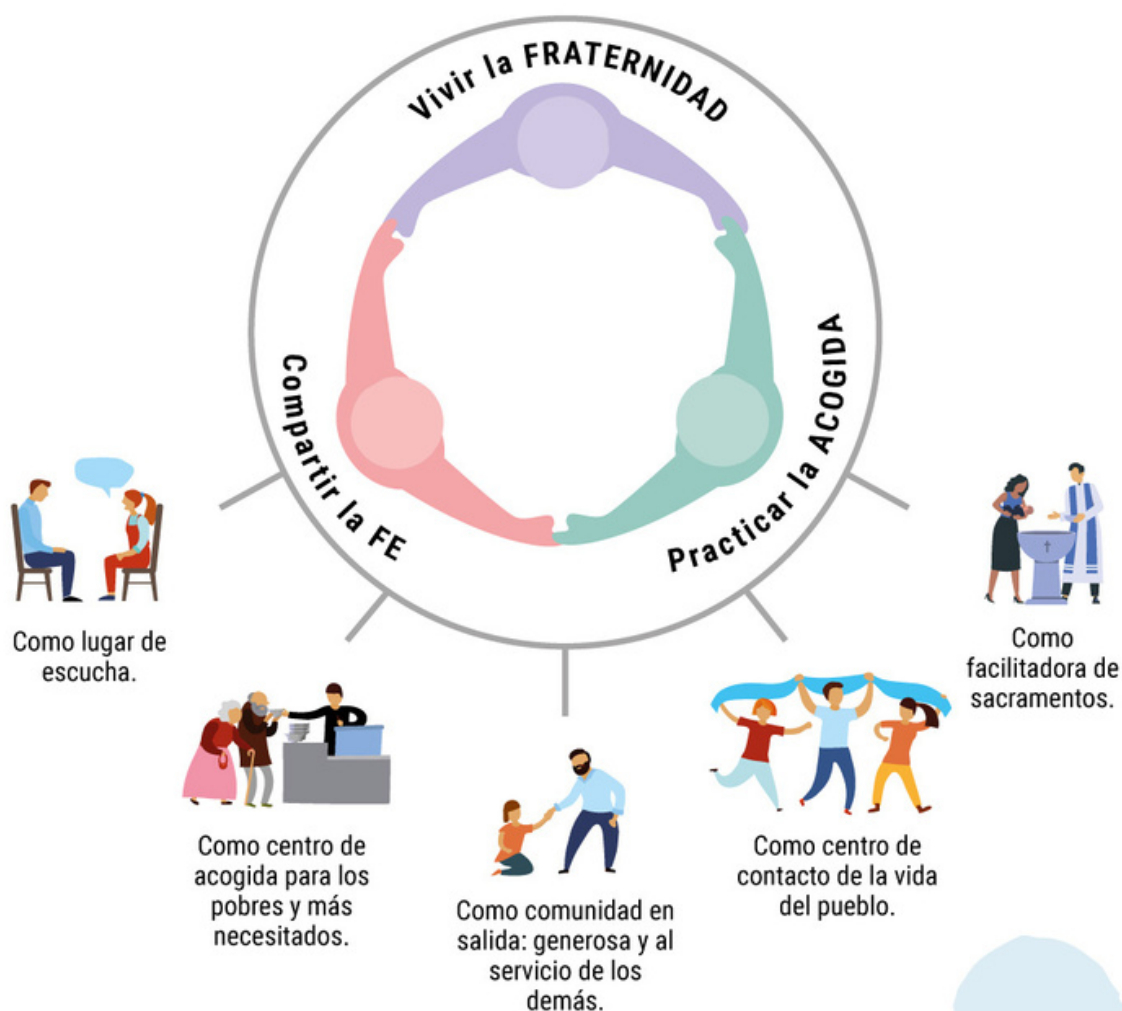 Vivir la FRATERNIDAD
Compartir la FE
Practicar la ACOGIDA
Como lugar de
escucha.
Como centro de
acogida para los
pobres y más
necesitados.
Como comunidad en
salida: generosa y al
servicio de los
demás.
Como centro de
contacto de la vida
del pueblo.
Como
facilitadora de
sacramentos.